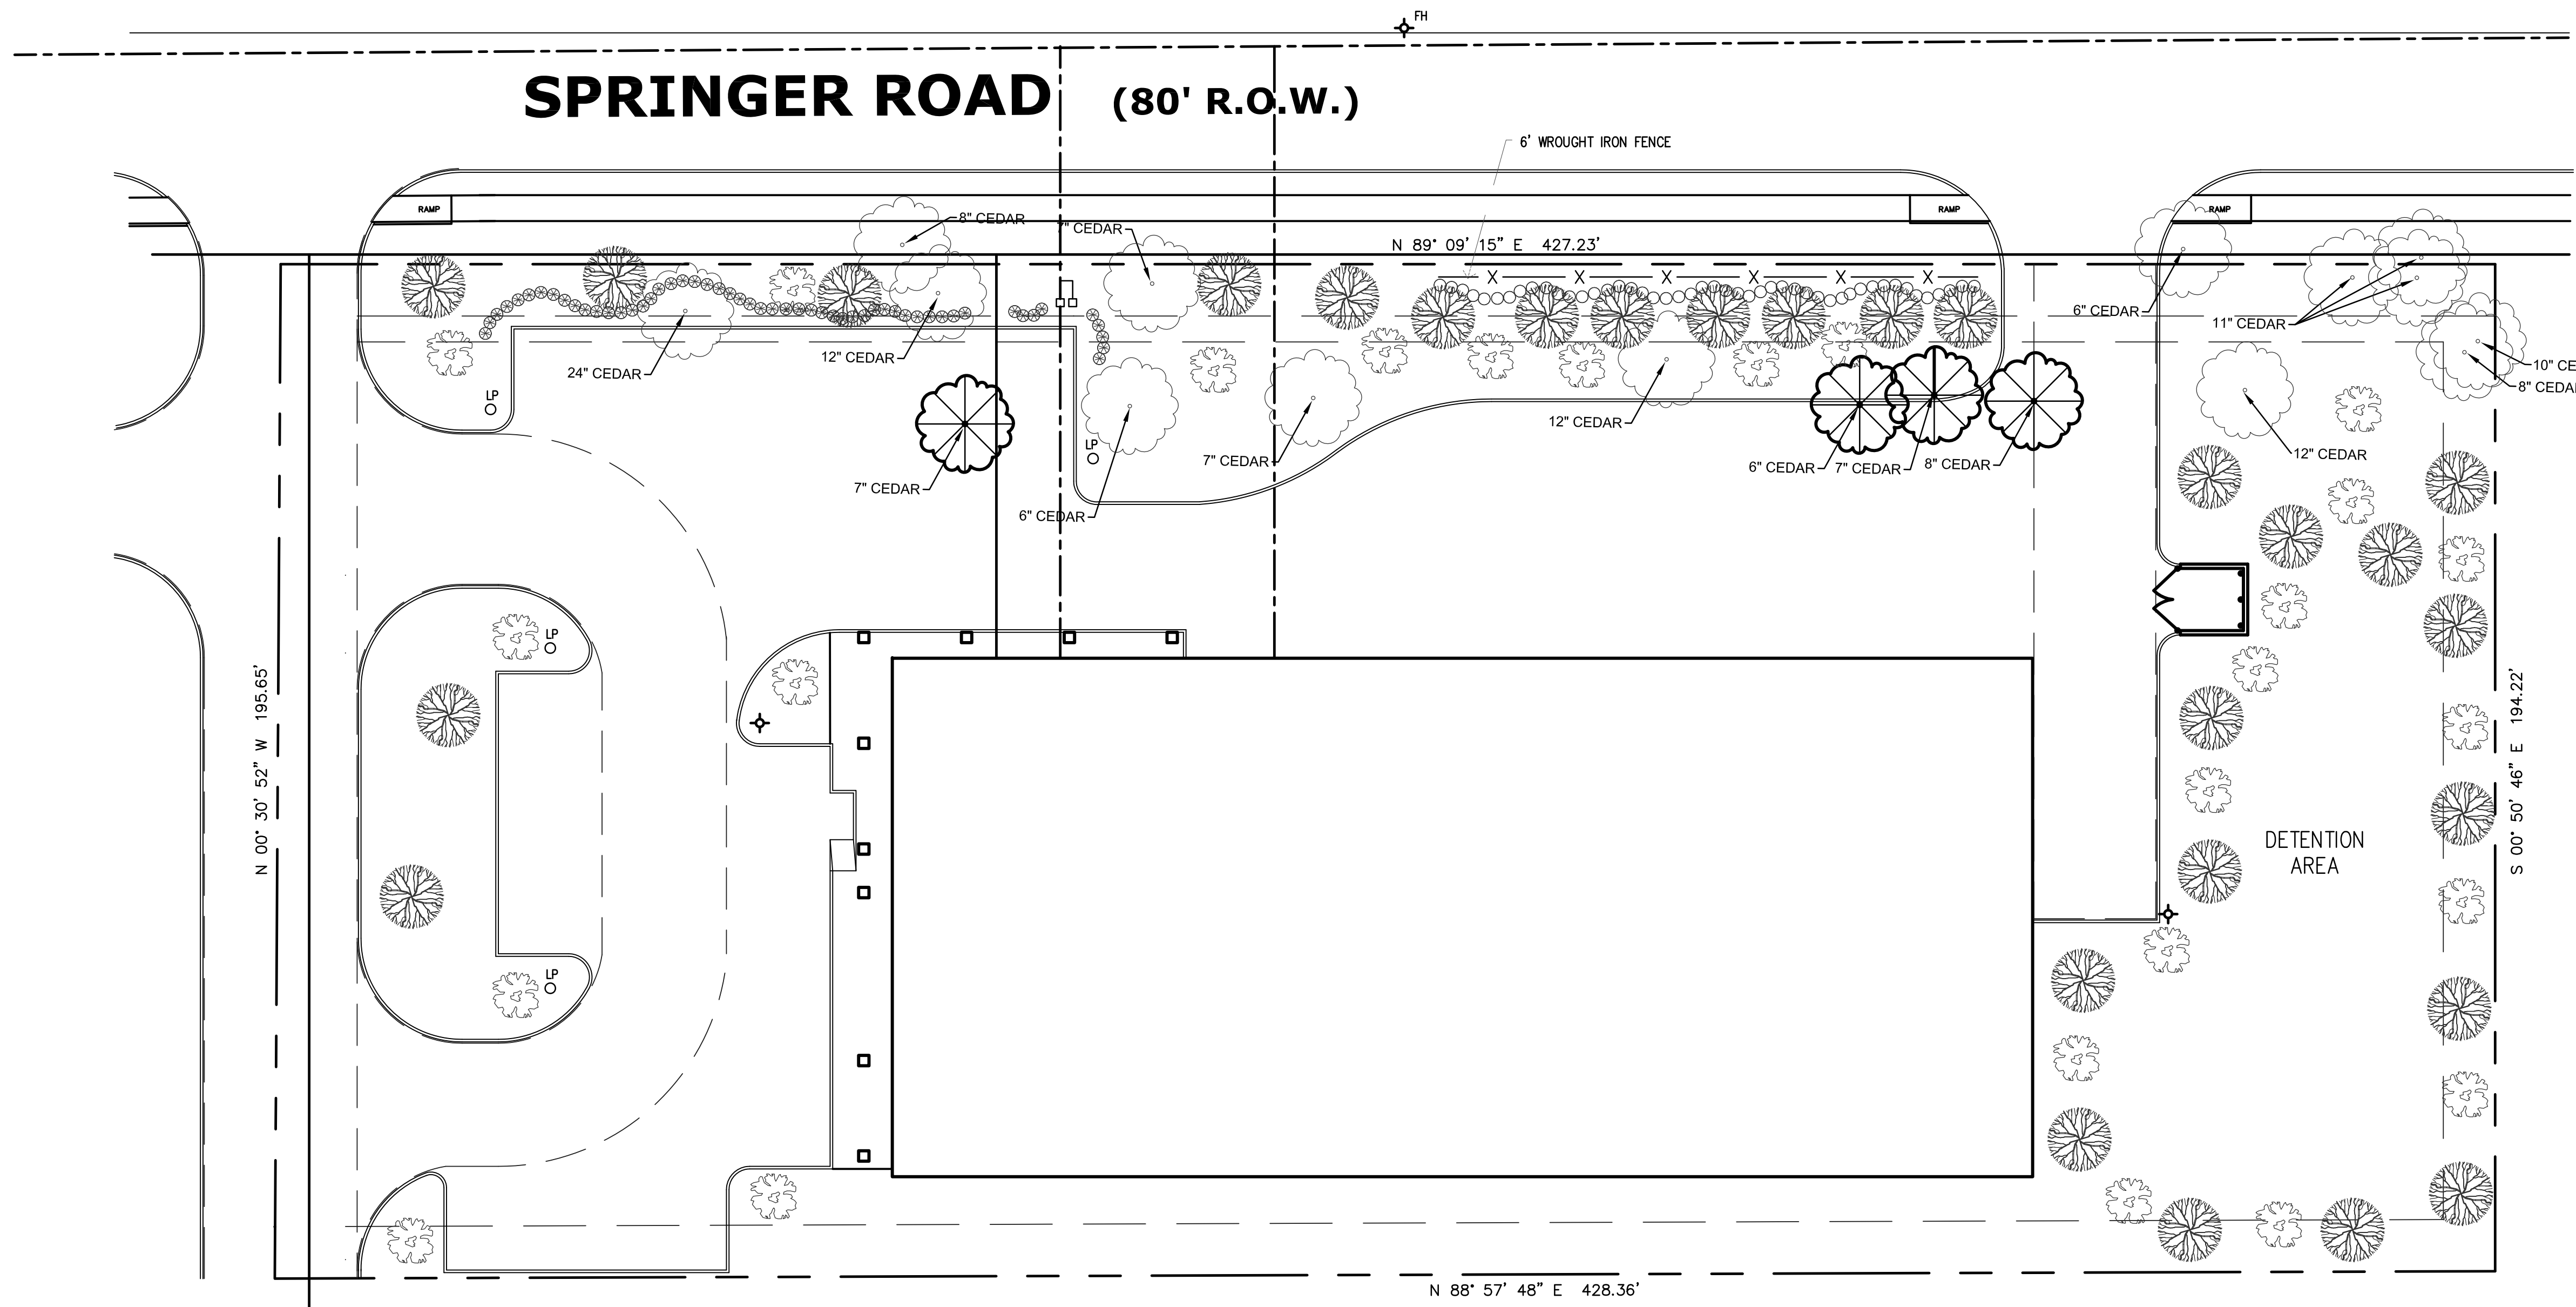 FH
SPRINGER ROAD (80' R.O.W.)
6' WROUGHT IRON FENCE
RAMP
RAMP
RAMP
8" CEDAR
7" CEDAR
N 89° 09' 15" E 427.23'
6" CEDAR
11" CEDAR
12" CEDAR
24" CEDAR
10" CE
8" CEDA
LP
12" CEDAR
LP
7" CEDAR
6" CEDAR
7" CEDAR
8" CEDAR
12" CEDAR
7" CEDAR
6" CEDAR
LP
N 00° 30' 52" W 195.65'
S 00° 50' 46" E 194.22'
DETENTION
AREA
LP
N 88° 57' 48" E 428.36'